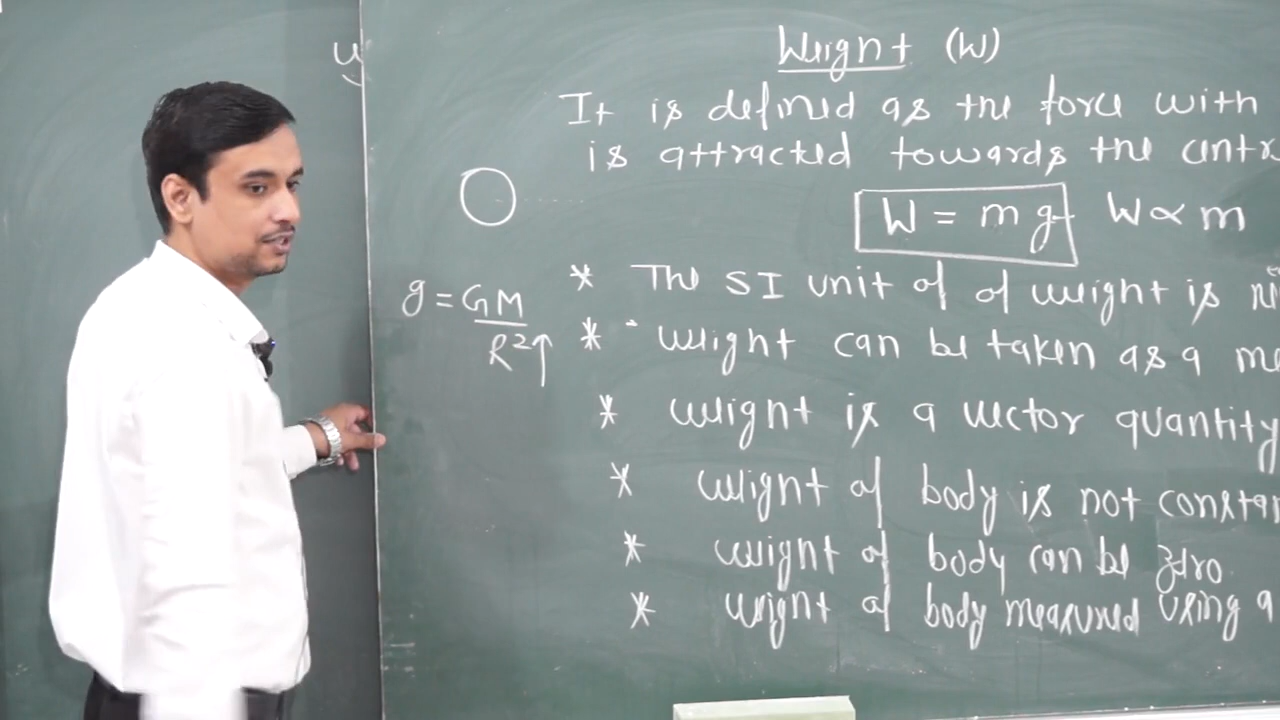 Weight (W)
It is defined as the force with
is attracted towards the centr
W = mg W ∝ m
g = GM
R²↑
* The SI unit of of weight is
* weight can be taken as a me
* weight is a vector quantity
* weight of body is not constan
* weight of body can be zero
* weight of body measured using a